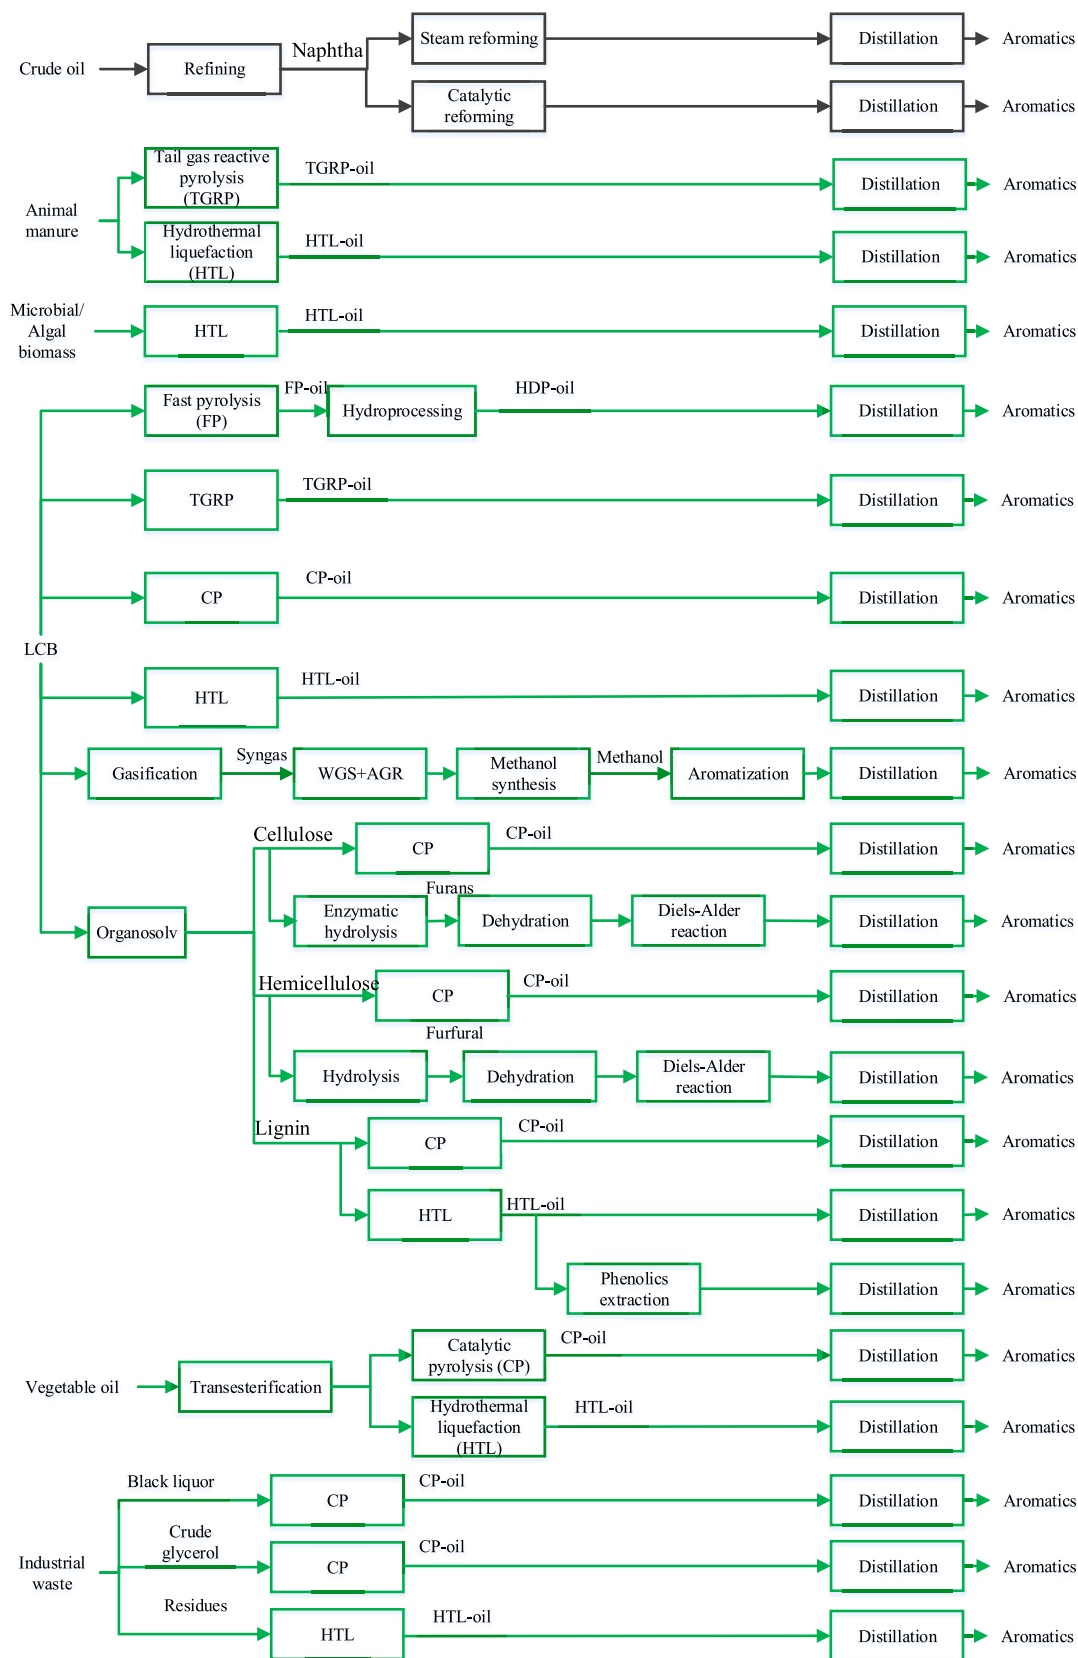 Steam reforming
Distillation
Aromatics
Naphtha
Crude oil
Refining
Catalytic
reforming
Distillation
Aromatics
Tail gas reactive
pyrolysis
(TGRP)
TGRP-oil
Distillation
Aromatics
Animal
manure
Hydrothermal
liquefaction
(HTL)
HTL-oil
Distillation
Aromatics
Microbial/
Algal
biomass
HTL
HTL-oil
Distillation
Aromatics
Fast pyrolysis
(FP)
FP-oil
Hydroprocessing
HDP-oil
Distillation
Aromatics
TGRP
TGRP-oil
Distillation
Aromatics
CP
CP-oil
Distillation
Aromatics
LCB
HTL
HTL-oil
Distillation
Aromatics
Gasification
Syngas
WGS+AGR
Methanol
synthesis
Methanol
Aromatization
Distillation
Aromatics
Cellulose
CP
CP-oil
Distillation
Aromatics
Organosolv
Enzymatic
hydrolysis
Furans
Dehydration
Diels-Alder
reaction
Distillation
Aromatics
Hemicellulose
CP
CP-oil
Distillation
Aromatics
Hydrolysis
Furfural
Dehydration
Diels-Alder
reaction
Distillation
Aromatics
Lignin
CP
CP-oil
Distillation
Aromatics
HTL
HTL-oil
Distillation
Aromatics
Phenolics
extraction
Distillation
Aromatics
Vegetable oil
Transesterification
Catalytic
pyrolysis (CP)
CP-oil
Distillation
Aromatics
Hydrothermal
liquefaction
(HTL)
HTL-oil
Distillation
Aromatics
Industrial
waste
Black liquor
CP
CP-oil
Distillation
Aromatics
Crude
glycerol
CP
CP-oil
Distillation
Aromatics
Residues
HTL
HTL-oil
Distillation
Aromatics